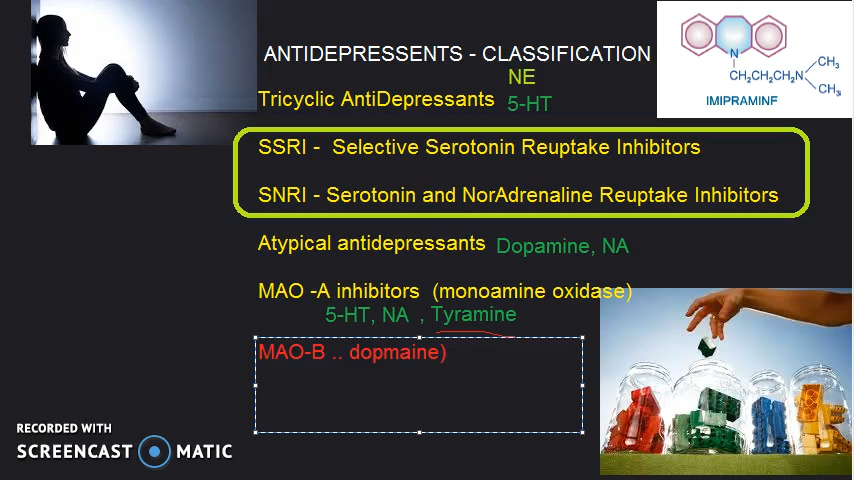 ANTIDEPRESSENTS - CLASSIFICATION
NE
Tricyclic AntiDepressants 5-HT
SSRI - Selective Serotonin Reuptake Inhibitors
SNRI - Serotonin and NorAdrenaline Reuptake Inhibitors
Atypical antidepressants Dopamine, NA
MAO -A inhibitors (monoamine oxidase)
5-HT, NA , Tyramine
MAO-B .. dopmaine)
N
CH₂CH₂CH₂N
CH₃
CH₃
IMIPRAMINE
RECORDED WITH
SCREENCAST MATIC